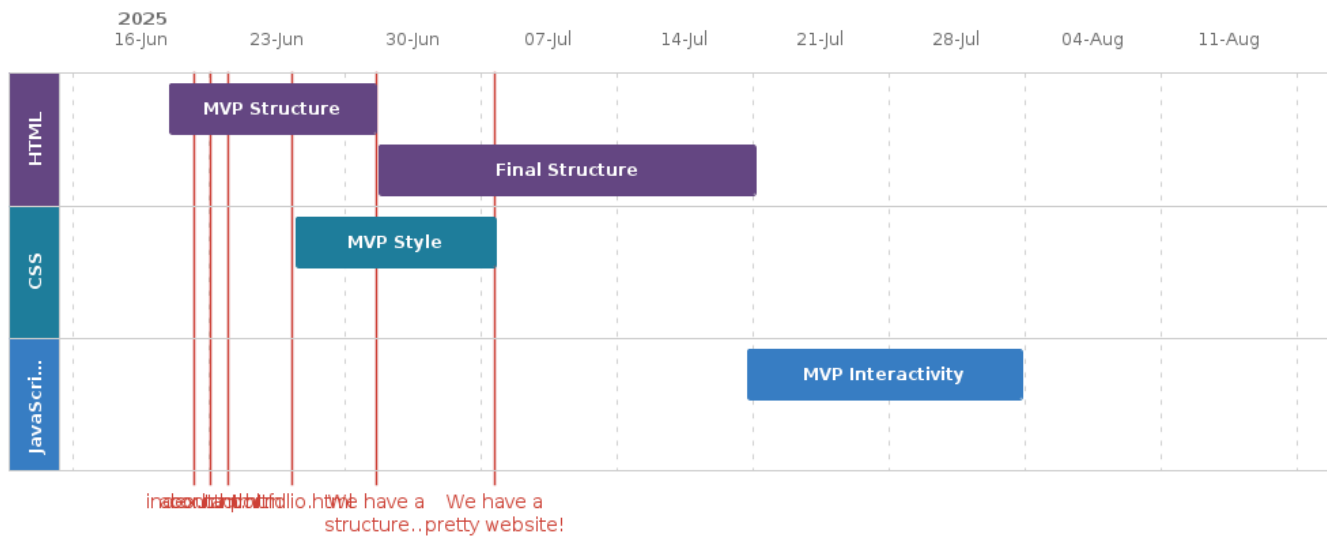 2025
16-Jun 23-Jun 30-Jun 07-Jul 14-Jul 21-Jul 28-Jul 04-Aug 11-Aug
HTML
MVP Structure
Final Structure
CSS
MVP Style
JavaScri...
MVP Interactivity
We have a
structure..
We have a
pretty website!